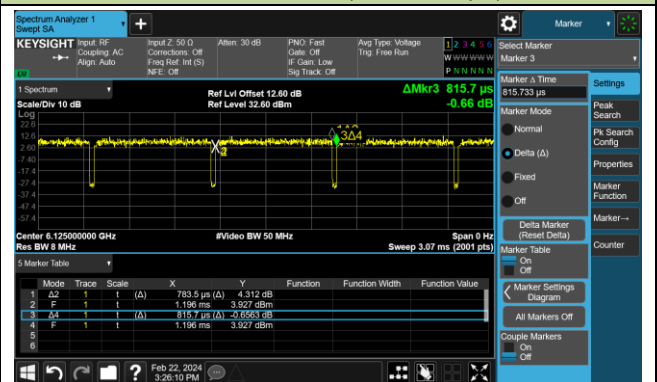 Spectrum Analyzer 1
Swept SA
Marker
KEYSIGHT
Input: RF
Coupling: AC
Align: Auto
Input Z: 50 Ω
Corrections: Off
Freq Ref: Int (S)
NFE: Off
Atten: 30 dB
PNO: Fast
Gate: Off
IF Gain: Low
Sig Track: Off
Avg Type: Voltage
Trig: Free Run
1 2 3 4 5 6
W W W W W W
P N N N N N
Select Marker
Marker 3
1 Spectrum
Scale/Div 10 dB
Ref Lvl Offset 12.60 dB
Ref Level 32.60 dBm
ΔMkr3 815.7 µs
-0.66 dB
Log
22.6
12.6
2.60
-7.40
-17.4
-27.4
-37.4
-47.4
-57.4
3Δ4
Center 6.125000000 GHz
Res BW 8 MHz
#Video BW 50 MHz
Span 0 Hz
Sweep 3.07 ms (2001 pts)
5 Marker Table
Mode Trace Scale X Y Function Function Width Function Value
1 Δ2 1 t (Δ) 783.5 µs (Δ) 4.312 dB
2 F 1 t 1.196 ms 3.927 dBm
3 Δ4 1 t (Δ) 815.7 µs (Δ) -0.6563 dB
4 F 1 t 1.196 ms 3.927 dBm
5
6
Marker Δ Time
815.733 µs
Marker Mode
Normal
Delta (Δ)
Fixed
Off
Delta Marker
(Reset Delta)
Marker Table
On
Off
Marker Settings
Diagram
All Markers Off
Couple Markers
On
Off
Settings
Peak
Search
Pk Search
Config
Properties
Marker
Function
Marker→
Counter
?
Feb 22, 2024
3:26:10 PM